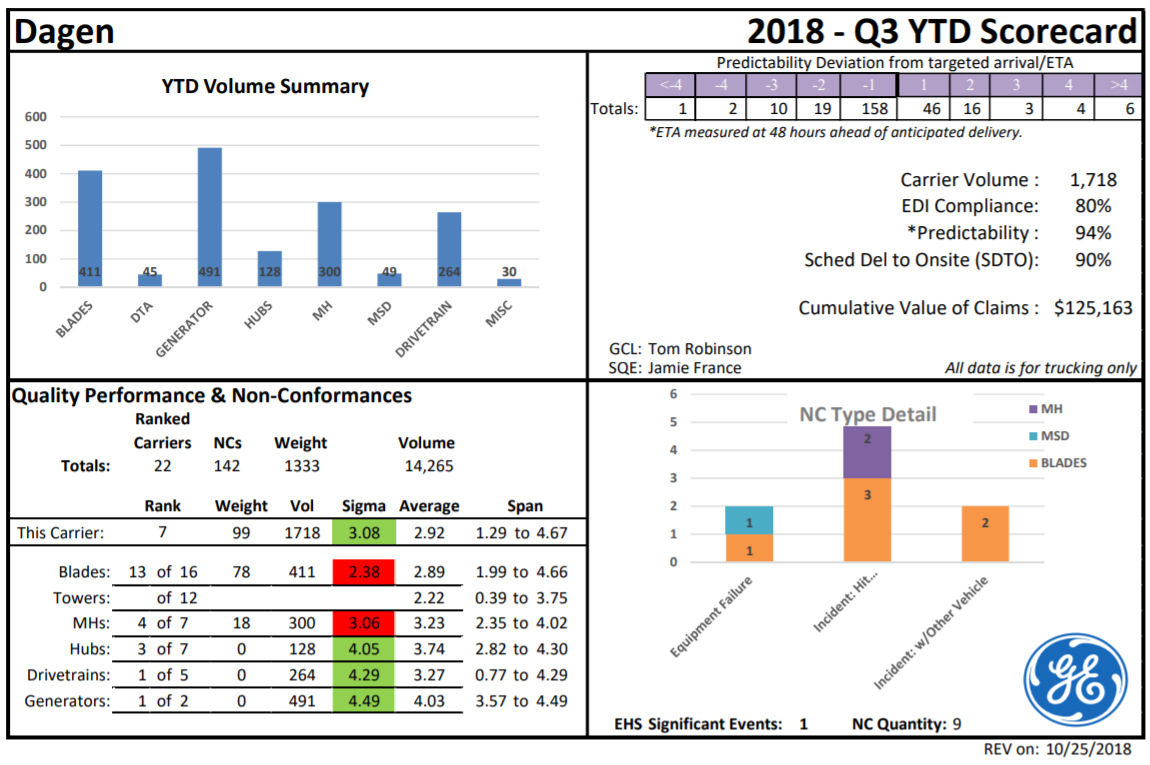 Dagen
2018 - Q3 YTD Scorecard
YTD Volume Summary
600
500
400
300
200
100
0
411 45 491 128 300 49 264 30
BLADES DTA GENERATOR HUBS MH MSD DRIVETRAIN MISC
Predictability Deviation from targeted arrival/ETA
<-4 -4 -3 -2 -1 1 2 3 4 >4
Totals: 1 2 10 19 158 46 16 3 4 6
*ETA measured at 48 hours ahead of anticipated delivery.
Carrier Volume : 1,718
EDI Compliance: 80%
*Predictability : 94%
Sched Del to Onsite (SDTO): 90%
Cumulative Value of Claims : $125,163
GCL: Tom Robinson
SQE: Jamie France
All data is for trucking only
Quality Performance & Non-Conformances
Ranked
Carriers NCs Weight Volume
Totals: 22 142 1333 14,265
Rank Weight Vol Sigma Average Span
This Carrier: 7 99 1718 3.08 2.92 1.29 to 4.67
Blades: 13 of 16 78 411 2.38 2.89 1.99 to 4.66
Towers: of 12 2.22 0.39 to 3.75
MHs: 4 of 7 18 300 3.06 3.23 2.35 to 4.02
Hubs: 3 of 7 0 128 4.05 3.74 2.82 to 4.30
Drivetrains: 1 of 5 0 264 4.29 3.27 0.77 to 4.29
Generators: 1 of 2 0 491 4.49 4.03 3.57 to 4.49
NC Type Detail
6
5
4
3
2
1
0
1
1
2
3
2
MH
MSD
BLADES
Equipment Failure
Incident: Hit...
Incident: w/Other Vehicle
GE
EHS Significant Events: 1 NC Quantity: 9
REV on: 10/25/2018